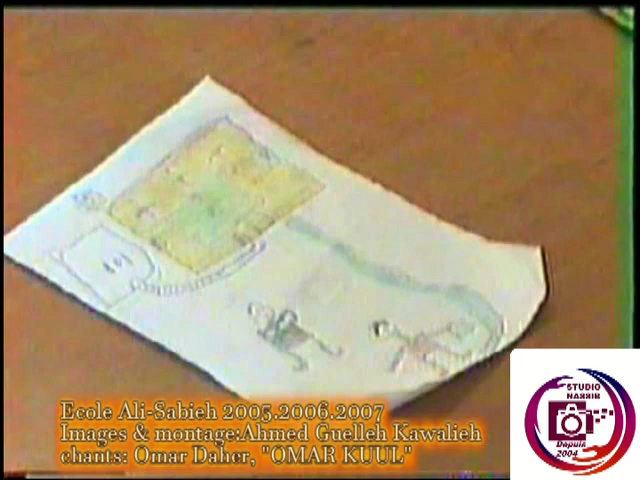 Ecole Ali-Sabieh 2005.2006.2007
Images & montage:Ahmed Guelleh Kawalieh
chants: Omar Daher, "OMAR KUUL"
STUDIO
NASSIB
Depuis
2004